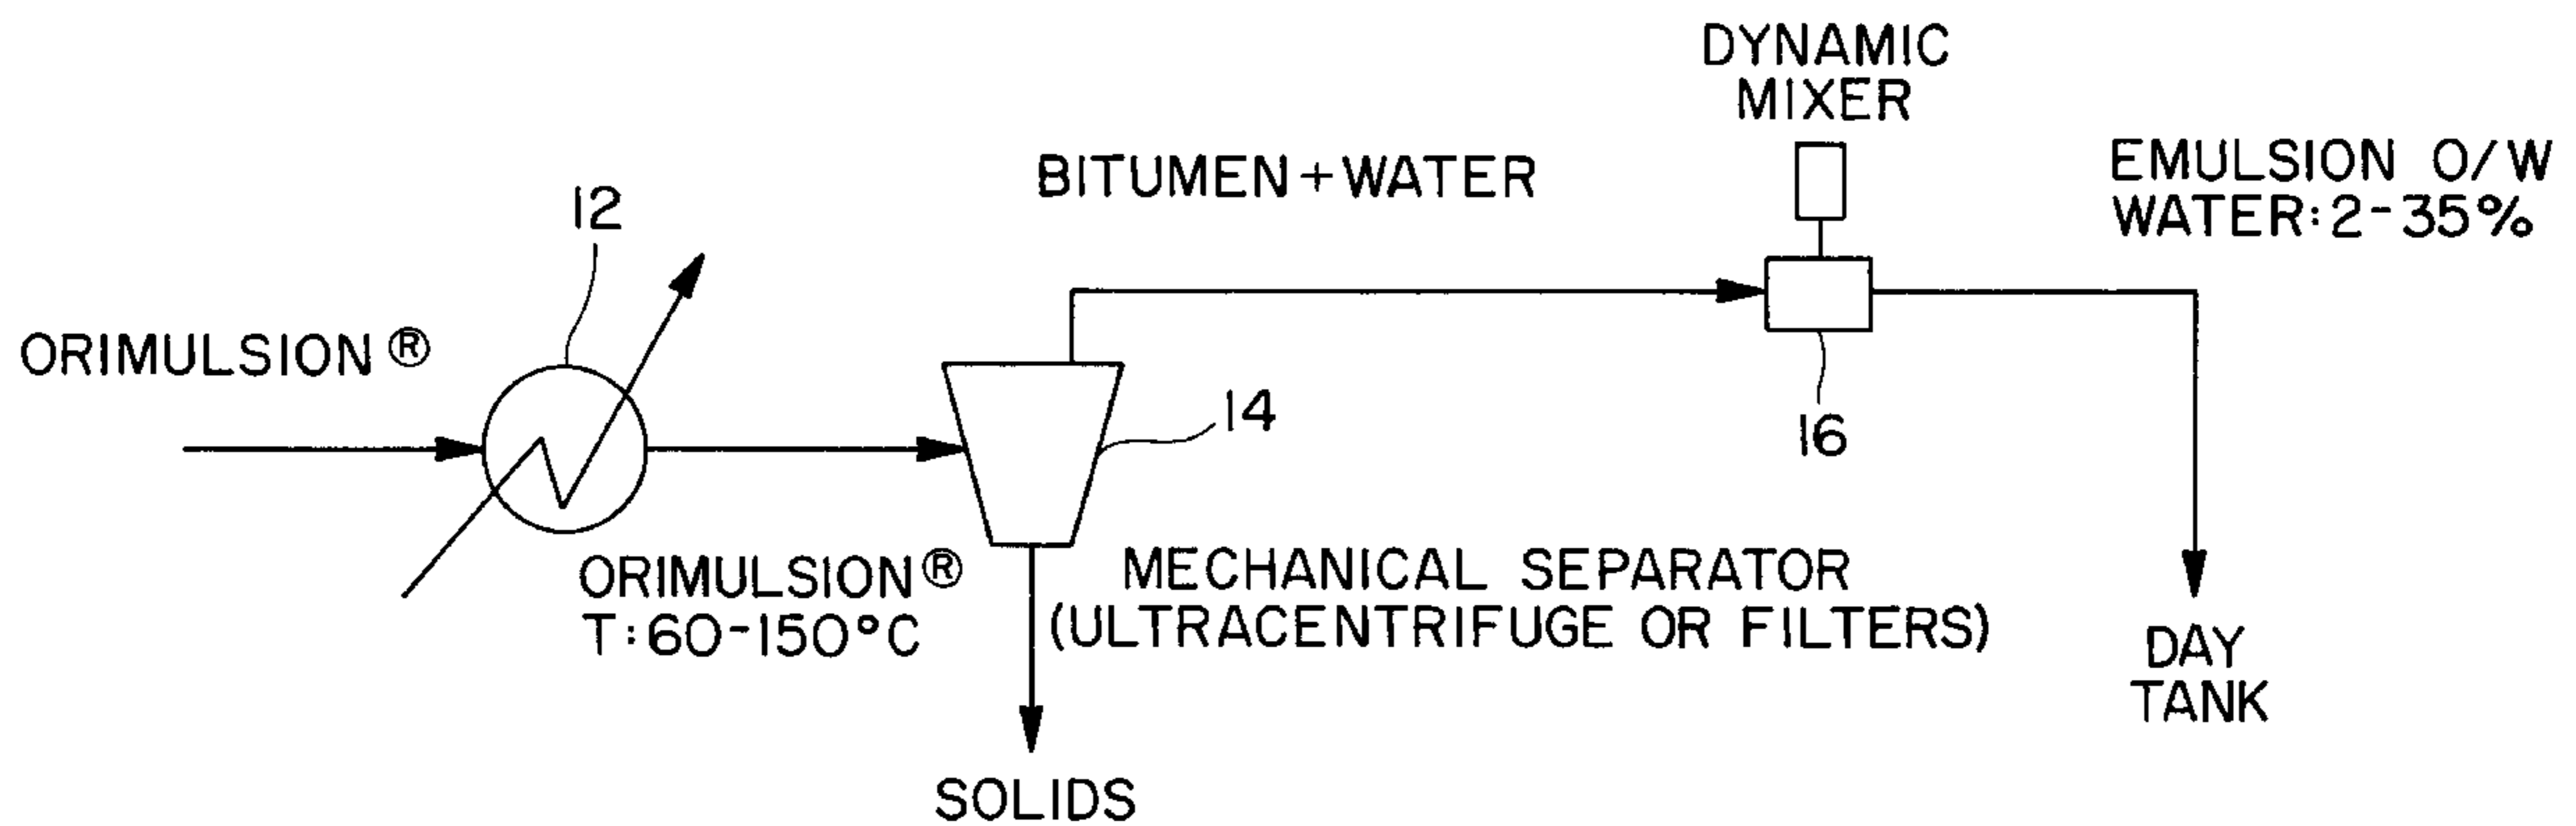 DYNAMIC
MIXER
BITUMEN+WATER
EMULSION O/W
WATER:2-35%
12
ORIMULSION®
14
16
ORIMULSION®
T:60-150°C
MECHANICAL SEPARATOR
(ULTRACENTRIFUGE OR FILTERS)
DAY
TANK
SOLIDS